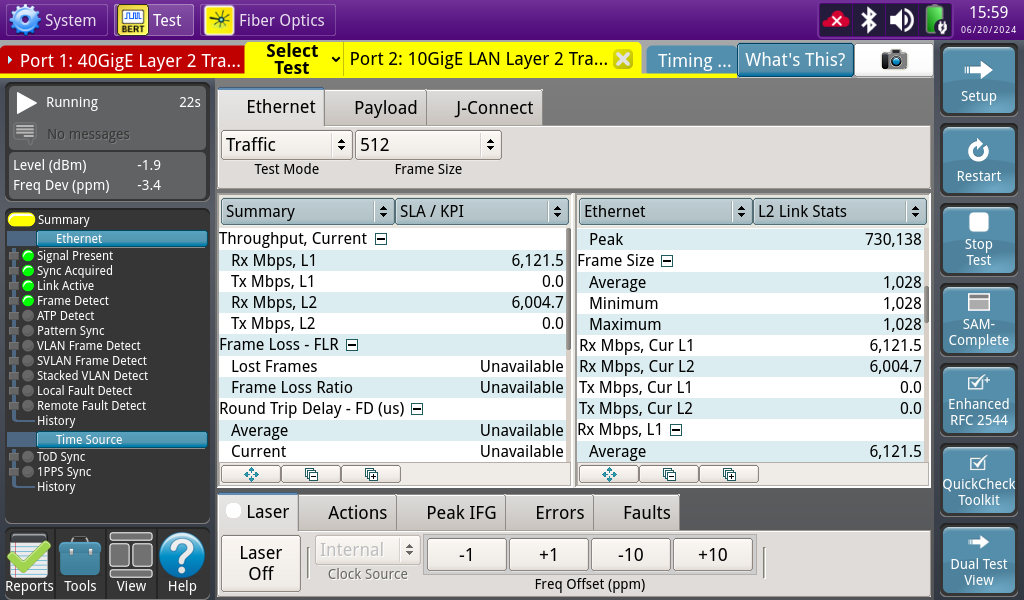 System
BERT
Test
Fiber Optics
15:59
06/20/2024
Port 1: 40GigE Layer 2 Tra...
Select
Test
Port 2: 10GigE LAN Layer 2 Tra...
Timing ...
What's This?
Running 22s
No messages
Level (dBm) -1.9
Freq Dev (ppm) -3.4
Summary
Ethernet
Signal Present
Sync Acquired
Link Active
Frame Detect
ATP Detect
Pattern Sync
VLAN Frame Detect
SVLAN Frame Detect
Stacked VLAN Detect
Local Fault Detect
Remote Fault Detect
History
Time Source
ToD Sync
1PPS Sync
History
Reports
Tools
View
Help
Ethernet
Payload
J-Connect
Traffic
Test Mode
512
Frame Size
Summary
SLA / KPI
Throughput, Current
Rx Mbps, L1 6,121.5
Tx Mbps, L1 0.0
Rx Mbps, L2 6,004.7
Tx Mbps, L2 0.0
Frame Loss - FLR
Lost Frames Unavailable
Frame Loss Ratio Unavailable
Round Trip Delay - FD (us)
Average Unavailable
Current Unavailable
Ethernet
L2 Link Stats
Peak 730,138
Frame Size
Average 1,028
Minimum 1,028
Maximum 1,028
Rx Mbps, Cur L1 6,121.5
Rx Mbps, Cur L2 6,004.7
Tx Mbps, Cur L1 0.0
Tx Mbps, Cur L2 0.0
Rx Mbps, L1
Average 6,121.5
Laser
Actions
Peak IFG
Errors
Faults
Laser
Off
Internal
Clock Source
-1
+1
-10
+10
Freq Offset (ppm)
Setup
Restart
Stop
Test
SAM-
Complete
Enhanced
RFC 2544
QuickCheck
Toolkit
Dual Test
View